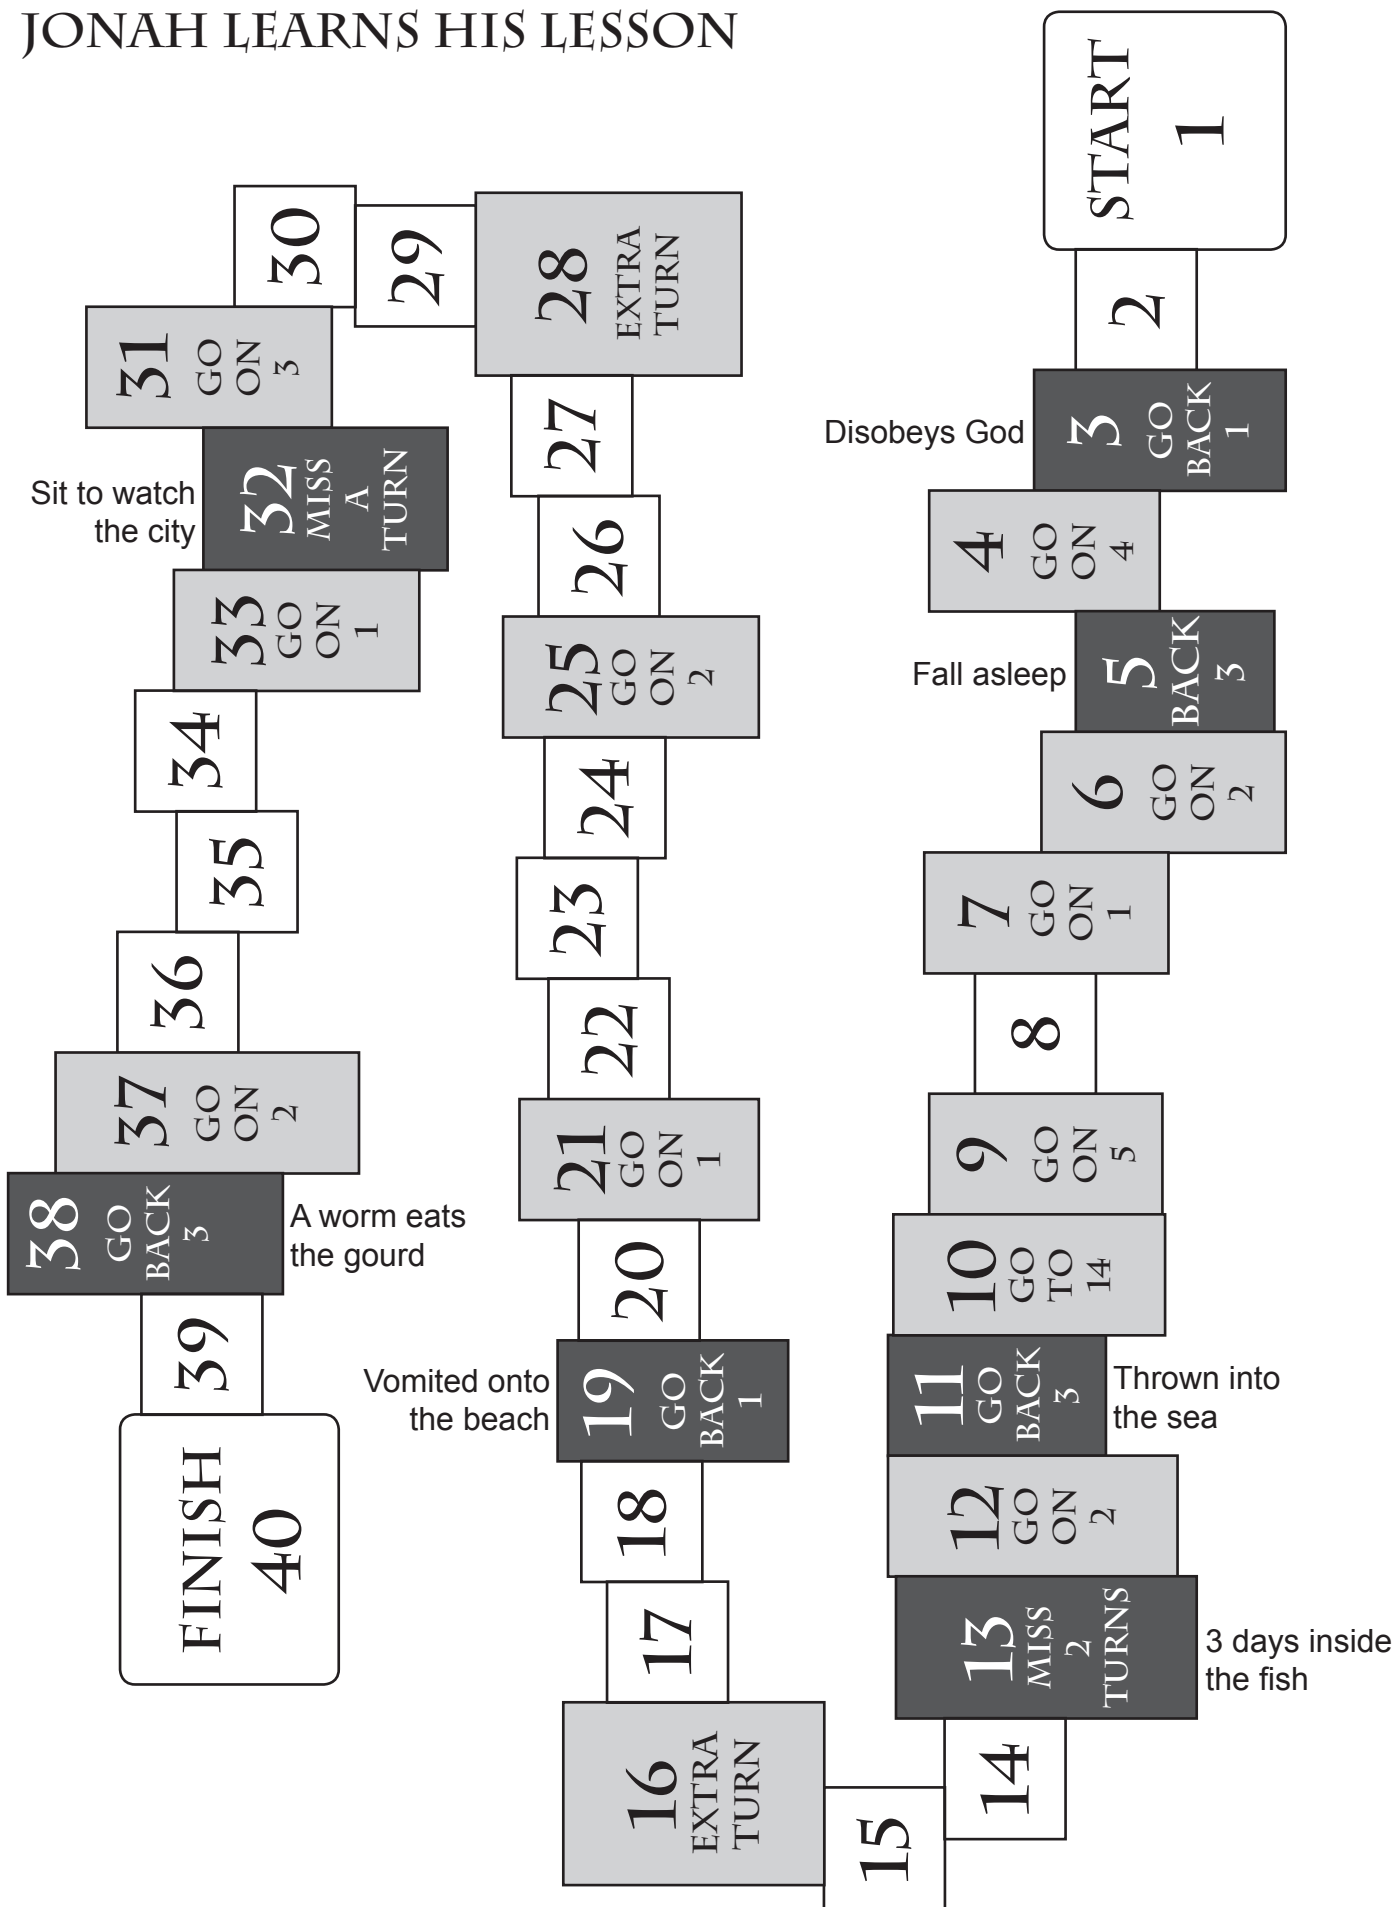 JONAH LEARNS HIS LESSON
START
1
2
Disobeys God
3
GO
BACK
1
4
GO
ON
4
Fall asleep
5
BACK
3
6
GO
ON
2
7
GO
ON
1
8
9
GO
ON
5
10
GO
TO
14
11
GO
BACK
3
Thrown into
the sea
12
GO
ON
2
13
MISS
2
TURNS
3 days inside
the fish
14
15
16
EXTRA
TURN
17
18
Vomited onto
the beach
19
GO
BACK
1
20
21
GO
ON
1
22
23
24
25
GO
ON
2
26
27
28
EXTRA
TURN
29
30
31
GO
ON
3
Sit to watch
the city
32
MISS
A
TURN
33
GO
ON
1
34
35
36
37
GO
ON
2
38
GO
BACK
3
A worm eats
the gourd
39
FINISH
40